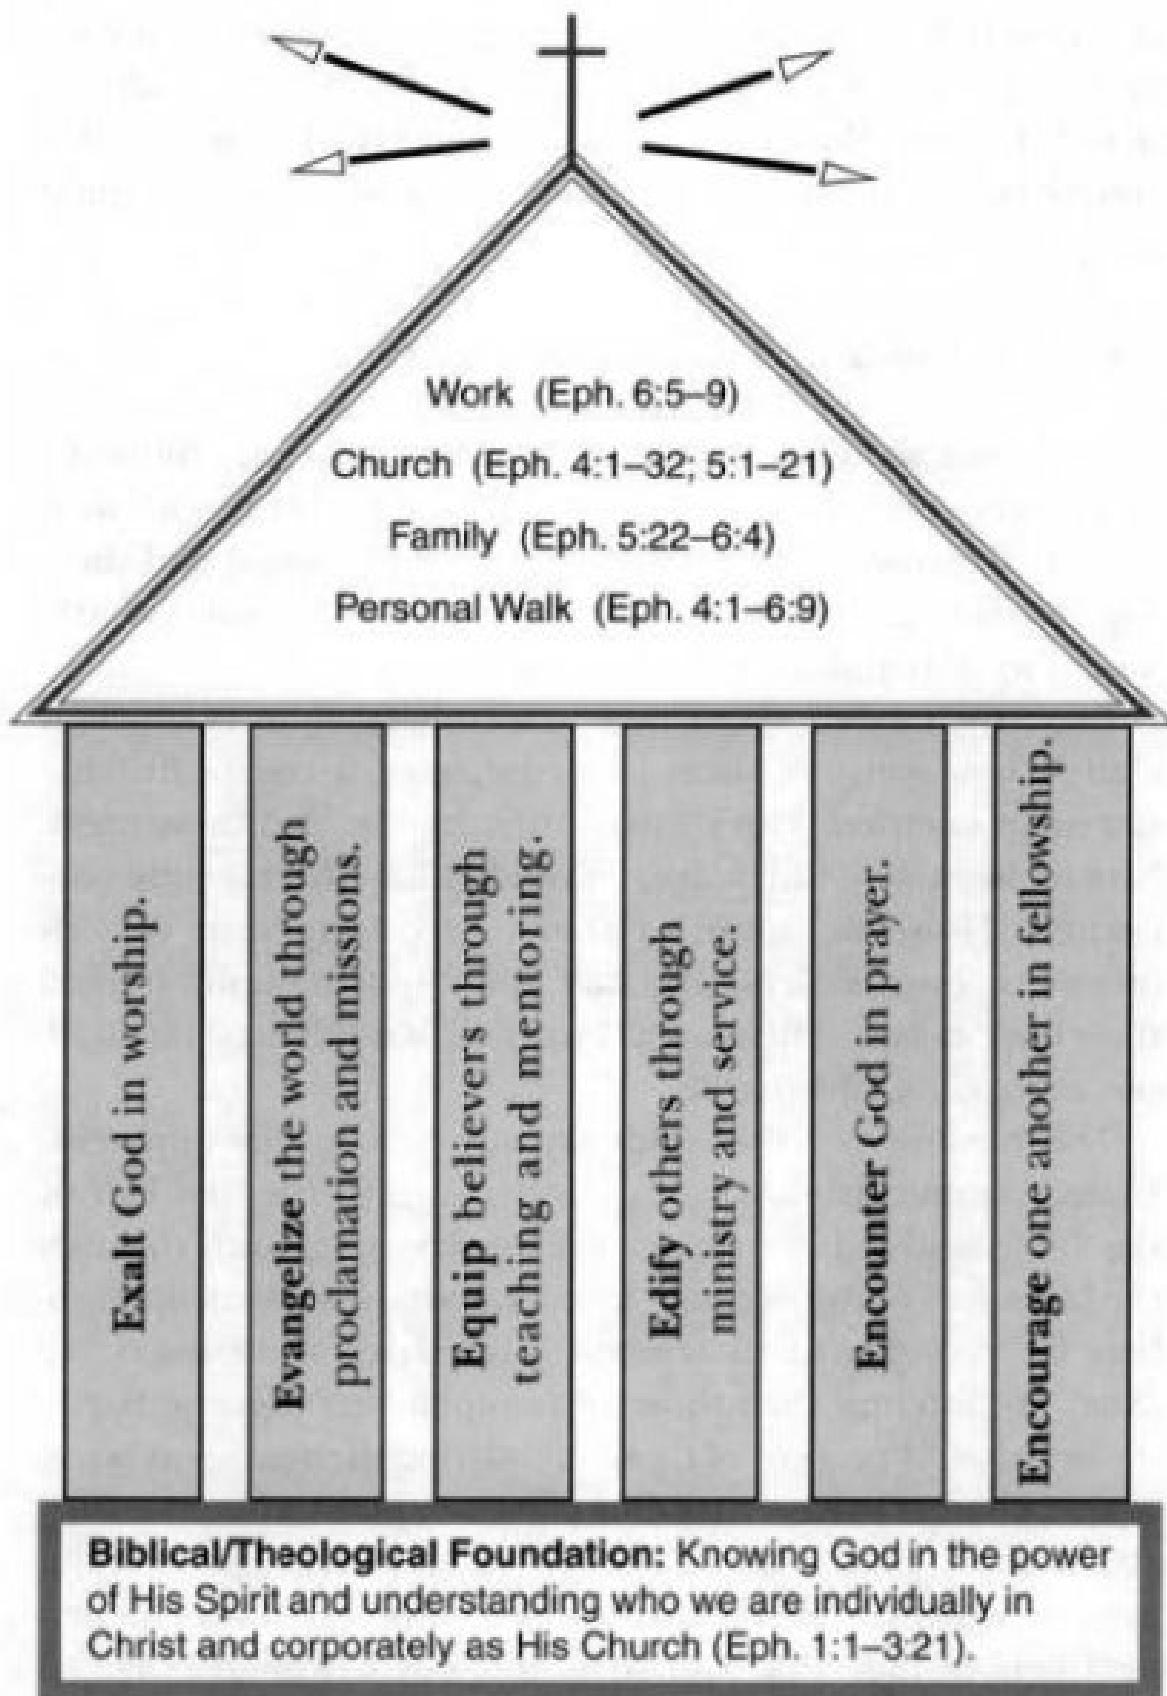 Work (Eph. 6:5–9)
Church (Eph. 4:1–32; 5:1–21)
Family (Eph. 5:22–6:4)
Personal Walk (Eph. 4:1–6:9)
Exalt God in worship.
Evangelize the world through
proclamation and missions.
Equip believers through
teaching and mentoring.
Edify others through
ministry and service.
Encounter God in prayer.
Encourage one another in fellowship.
Biblical/Theological Foundation: Knowing God in the power
of His Spirit and understanding who we are individually in
Christ and corporately as His Church (Eph. 1:1–3:21).